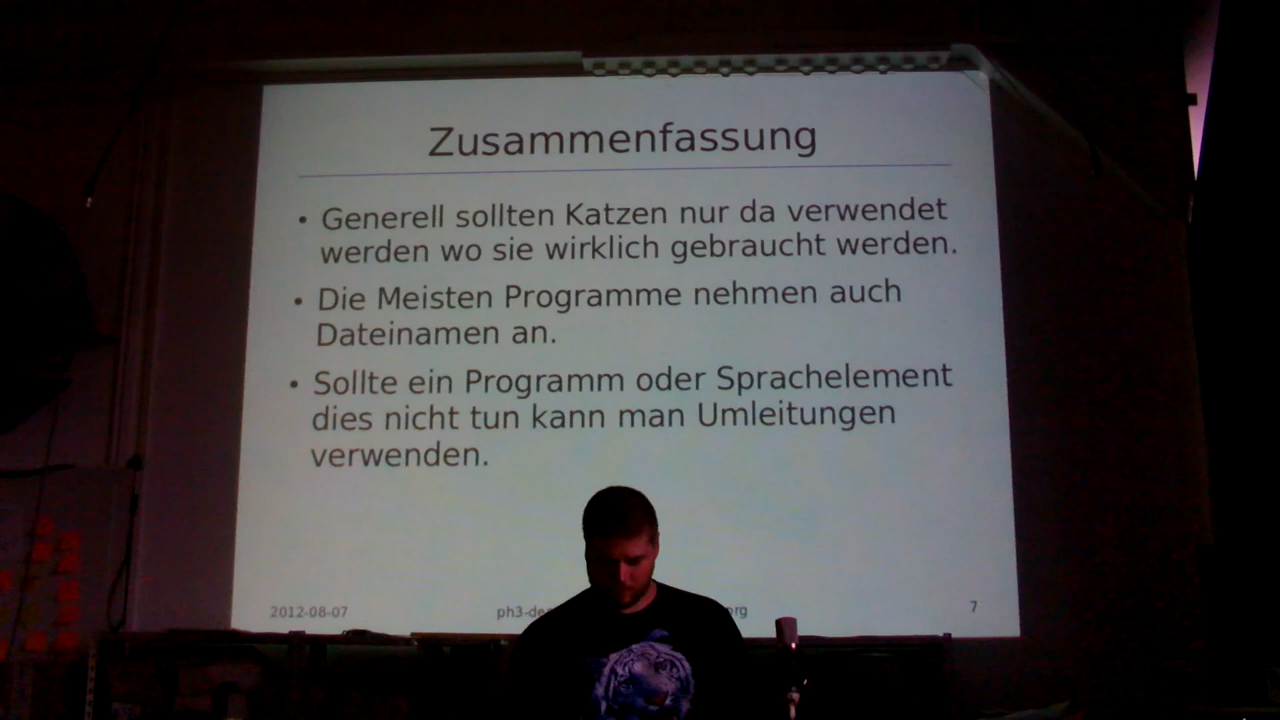 Zusammenfassung
• Generell sollten Katzen nur da verwendet
werden wo sie wirklich gebraucht werden.
• Die Meisten Programme nehmen auch
Dateinamen an.
• Sollte ein Programm oder Sprachelement
dies nicht tun kann man Umleitungen
verwenden.
2012-08-07 7